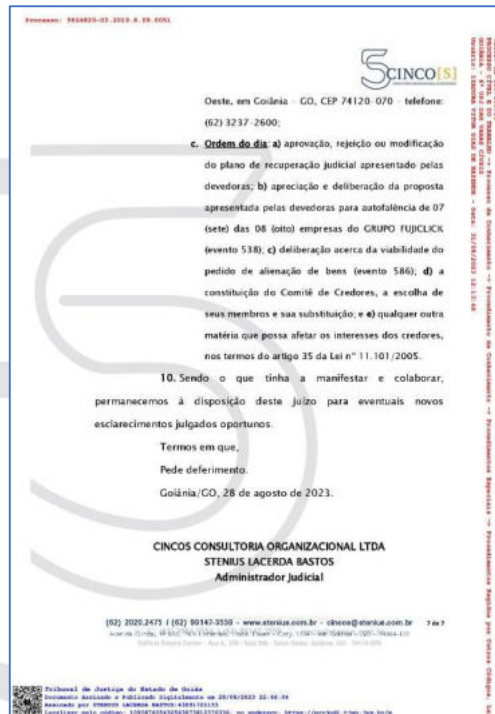 5CINCO[S]
Oeste, em Goiânia – GO, CEP 74120-070 – telefone:
(62) 3237-2600;
c. Ordem do dia: a) aprovação, rejeição ou modificação
do plano de recuperação judicial apresentado pelas
devedoras; b) apreciação e deliberação da proposta
apresentada pelas devedoras para autofalência de 07
(sete) das 08 (oito) empresas do GRUPO FUJICLICK
(evento 538); c) deliberação acerca da viabilidade do
pedido de alienação de bens (evento 586); d) a
constituição do Comitê de Credores, a escolha de
seus membros e sua substituição; e e) qualquer outra
matéria que possa afetar os interesses dos credores,
nos termos do artigo 35 da Lei nº 11.101/2005.
10. Sendo o que tinha a manifestar e colaborar,
permanecemos à disposição deste juízo para eventuais novos
esclarecimentos julgados oportunos.
Termos em que,
Pede deferimento.
Goiânia/GO, 28 de agosto de 2023.
CINCOS CONSULTORIA ORGANIZACIONAL LTDA
STENIUS LACERDA BASTOS
Administrador Judicial
(62) 2020.2475 / (62) 99147-3559 - www.stenius.com.br - cincos@stenius.com.br 7 de 7
Tribunal de Justiça do Estado de Goiás
Documento Assinado e Publicado Digitalmente em 28/08/2023
Assinado por STENIUS LACERDA BASTOS